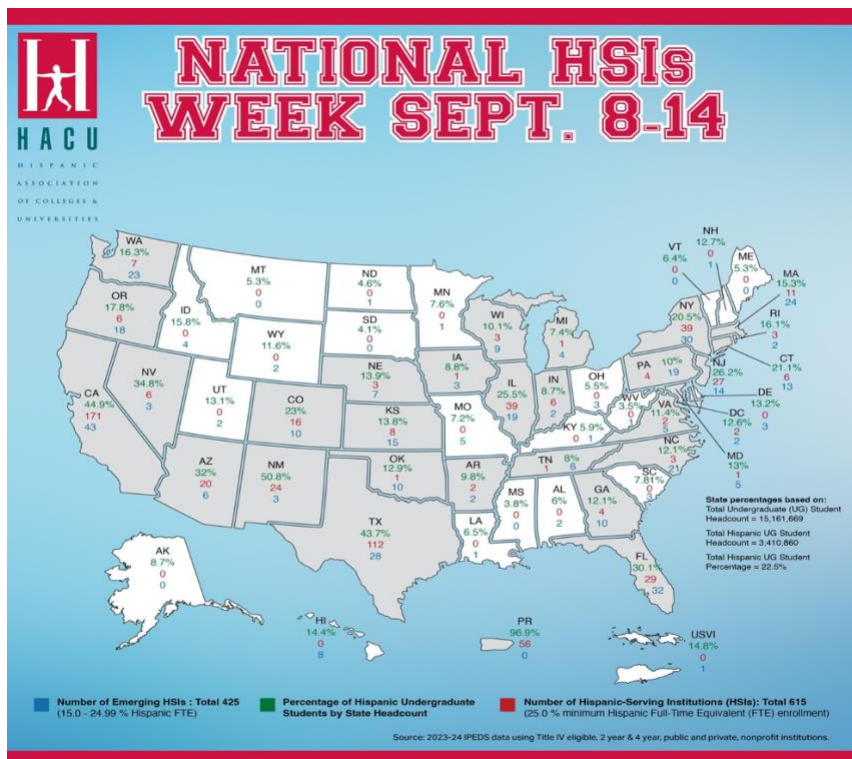 NATIONAL HSIs
WEEK SEPT. 8-14
H
HACU
HISPANIC
ASSOCIATION
OF COLLEGES &
UNIVERSITIES
WA
16.3%
7
23
OR
17.8%
6
18
CA
44.9%
171
43
NV
34.8%
6
3
ID
15.8%
0
4
MT
5.3%
0
0
WY
11.6%
0
2
UT
13.1%
0
2
CO
23%
16
10
AZ
32%
20
6
NM
50.8%
24
3
ND
4.6%
0
1
SD
4.1%
0
0
NE
13.9%
3
7
KS
13.8%
8
15
OK
12.9%
1
10
TX
43.7%
112
28
MN
7.6%
0
1
IA
8.8%
1
3
MO
7.2%
0
5
AR
9.8%
2
2
LA
6.5%
0
1
WI
10.1%
3
9
IL
25.5%
39
19
MI
7.4%
1
4
IN
8.7%
6
2
OH
5.5%
0
3
KY 5.9%
0 1
TN 8%
1 6
MS
3.8%
0
0
AL
6%
0
2
GA
12.1%
4
10
FL
30.1%
29
32
SC
7.81%
0
3
NC
12.1%
3
21
VA
11.4%
2
5
WV
3.5%
0
PA 10%
4 19
NY
20.5%
39
30
VT
6.4%
0
0
NH
12.7%
0
1
ME
5.3%
0
0
MA
15.3%
11
24
RI
16.1%
3
2
CT
21.1%
6
13
NJ
26.2%
27
14
DE
13.2%
0
3
DC
12.6%
2
2
MD
13%
1
5
AK
8.7%
0
0
HI
14.4%
0
8
PR
96.9%
56
0
USVI
14.8%
0
1
State percentages based on:
Total Undergraduate (UG) Student
Headcount = 15,161,669
Total Hispanic UG Student
Headcount = 3,410,860
Total Hispanic UG Student
Percentage = 22.5%
Number of Emerging HSIs : Total 425
(15.0 - 24.99 % Hispanic FTE)
Percentage of Hispanic Undergraduate
Students by State Headcount
Number of Hispanic-Serving Institutions (HSIs): Total 615
(25.0 % minimum Hispanic Full-Time Equivalent (FTE) enrollment)
Source: 2023-24 IPEDS data using Title IV eligible, 2 year & 4 year, public and private, nonprofit institutions.